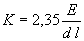 K = 2,35 E / d l